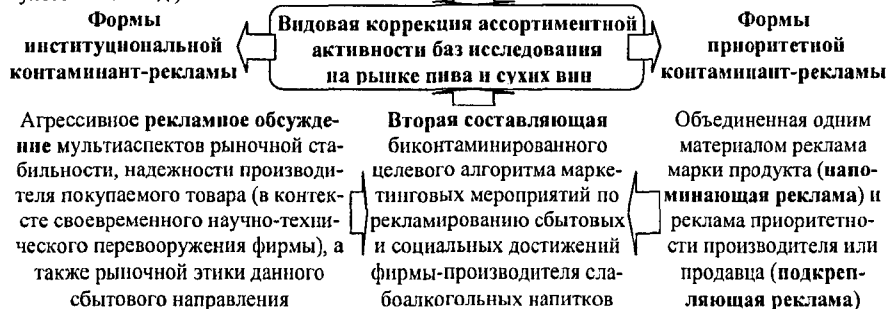 Формы
институциональной
контаминант-рекламы
Видовая коррекция ассортиментной
активности баз исследования
на рынке пива и сухих вин
Формы
приоритетной
контаминант-рекламы
Агрессивное рекламное обсужде-
ние мультиаспектов рыночной ста-
бильности, надежности производи-
теля покупаемого товара (в контек-
сте своевременного научно-техни-
ческого перевооружения фирмы), а
также рыночной этики данного
сбытового направления
Вторая составляющая
биконтаминированного
целевого алгоритма марке-
тинговых мероприятий по
рекламированию сбытовых
и социальных достижений
фирмы-производителя сла-
боалкогольных напитков
Объединенная одним
материалом реклама
марки продукта (напо-
минающая реклама) и
реклама приоритетно-
сти производителя или
продавца (подкреп-
ляющая реклама)